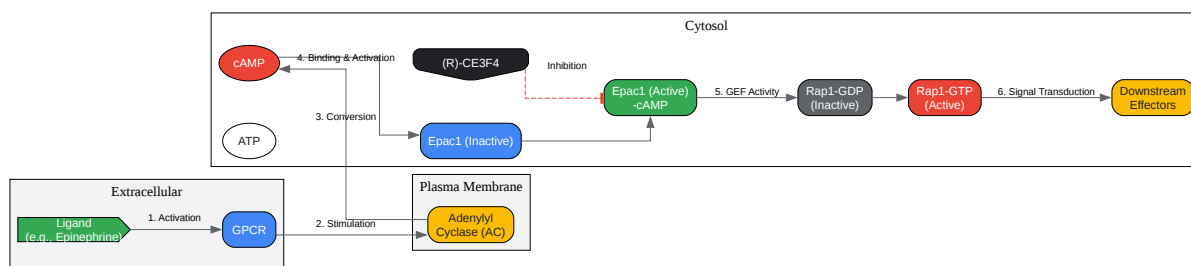 Cytosol
cAMP
4. Binding & Activation
(R)-CE3F4
Inhibition
Epac1 (Active)
-cAMP
5. GEF Activity
Rap1-GDP
(Inactive)
Rap1-GTP
(Active)
6. Signal Transduction
Downstream
Effectors
3. Conversion
ATP
Epac1 (Inactive)
Extracellular
Ligand
(e.g., Epinephrine)
1. Activation
GPCR
2. Stimulation
Plasma Membrane
Adenylyl
Cyclase (AC)